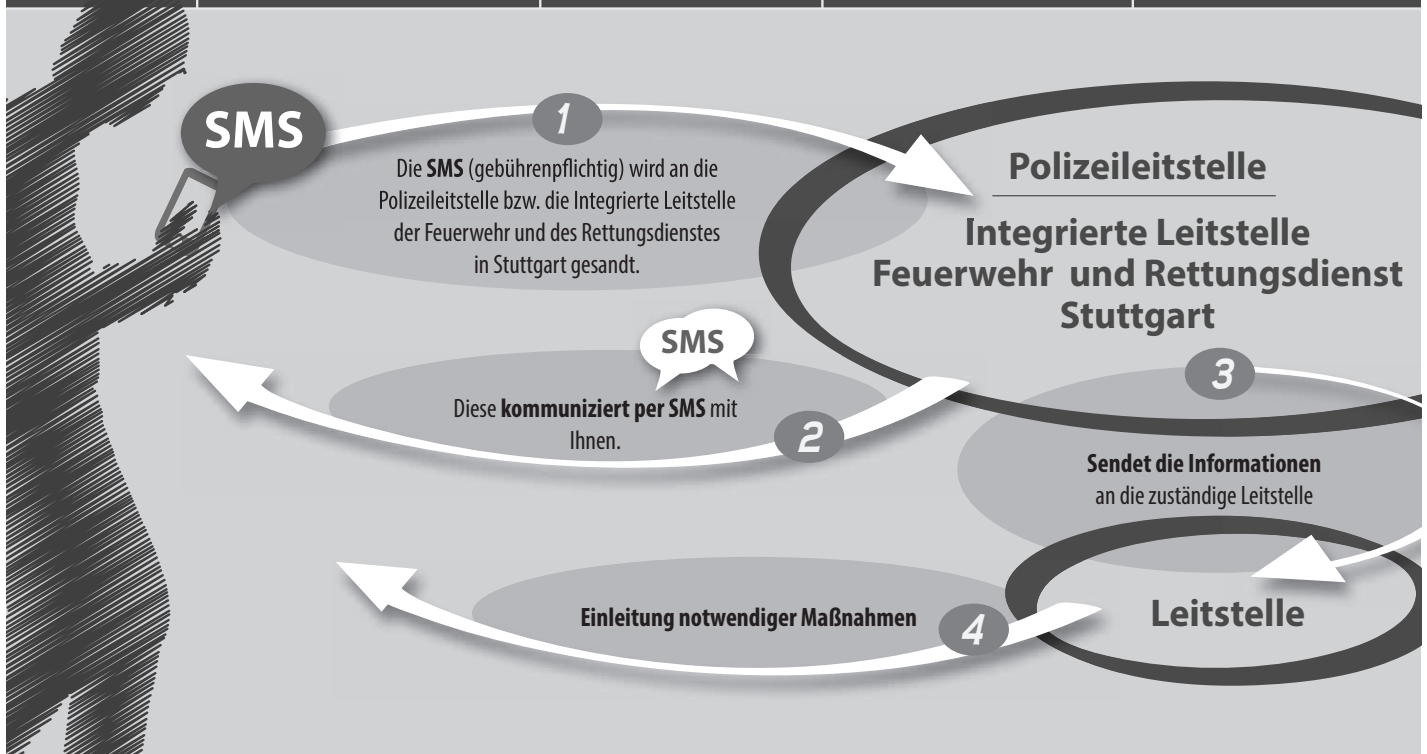 SMS
1
Die SMS (gebührenpflichtig) wird an die
Polizeileitstelle bzw. die Integrierte Leitstelle
der Feuerwehr und des Rettungsdienstes
in Stuttgart gesandt.
Polizeileitstelle
Integrierte Leitstelle
Feuerwehr und Rettungsdienst
Stuttgart
SMS
Diese kommuniziert per SMS mit
Ihnen.
2
3
Sendet die Informationen
an die zuständige Leitstelle
Einleitung notwendiger Maßnahmen
4
Leitstelle